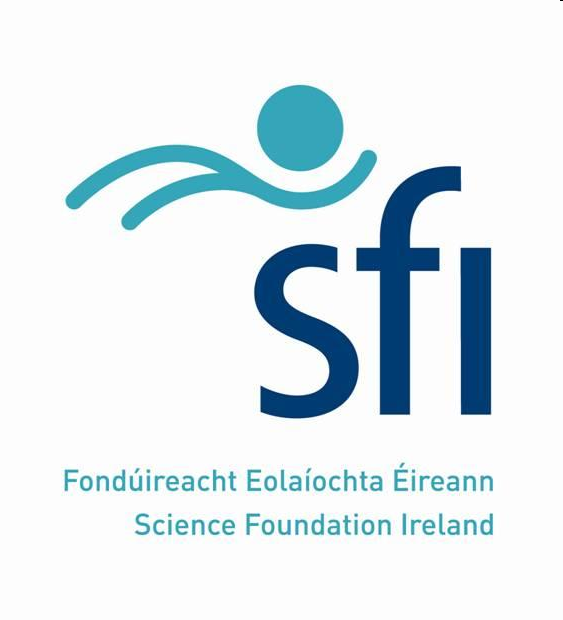 sfi
Fondúireacht Eolaíochta Éireann
Science Foundation Ireland